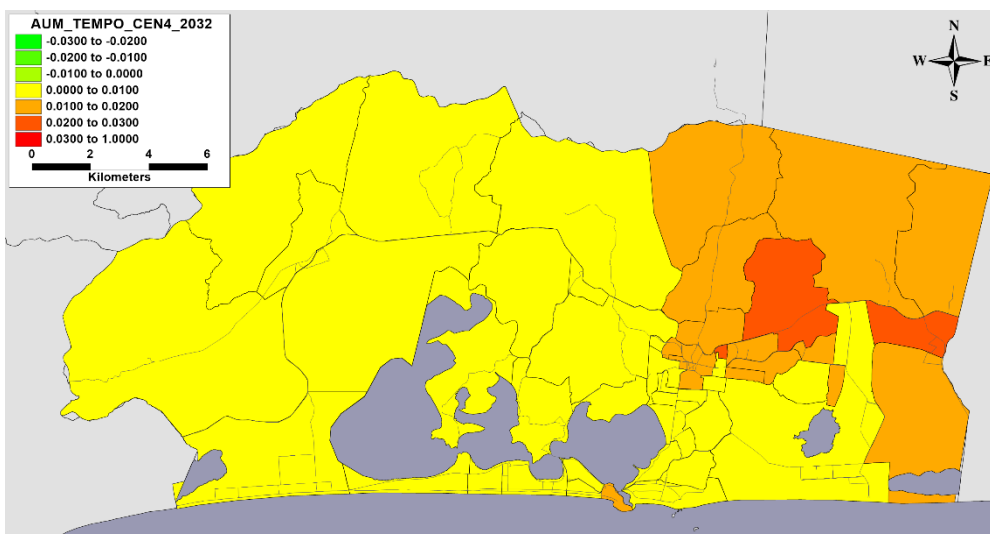 AUM_TEMPO_CEN4_2032
-0.0300 to -0.0200
-0.0200 to -0.0100
-0.0100 to 0.0000
0.0000 to 0.0100
0.0100 to 0.0200
0.0200 to 0.0300
0.0300 to 1.0000
0 2 4 6
Kilometers
N
W E
S